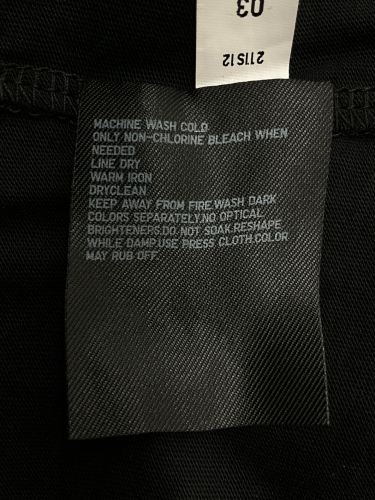 03
211S12
MACHINE WASH COLD
ONLY NON-CHLORINE BLEACH WHEN
NEEDED
LINE DRY
WARM IRON
DRYCLEAN
KEEP AWAY FROM FIRE.WASH DARK
COLORS SEPARATELY.NO OPTICAL
BRIGHTENERS.DO NOT SOAK.RESHAPE
WHILE DAMP.USE PRESS CLOTH.COLOR
MAY RUB OFF.